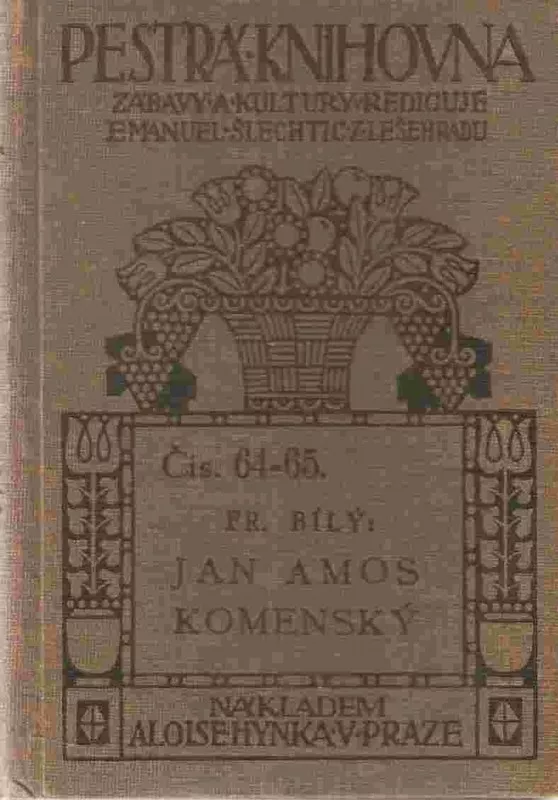 PESTRÁ·KNIHOVNA
ZÁBAVY·A·KULTURY·REDIGUJE
EMANUEL·ŠLECHTIC·Z·LEŠEHRADU
Čís. 64-65.
FR. BÍLÝ:
JAN AMOS
KOMENSKÝ
NÁKLADEM
ALOISE·HYNKA·V·PRAZE